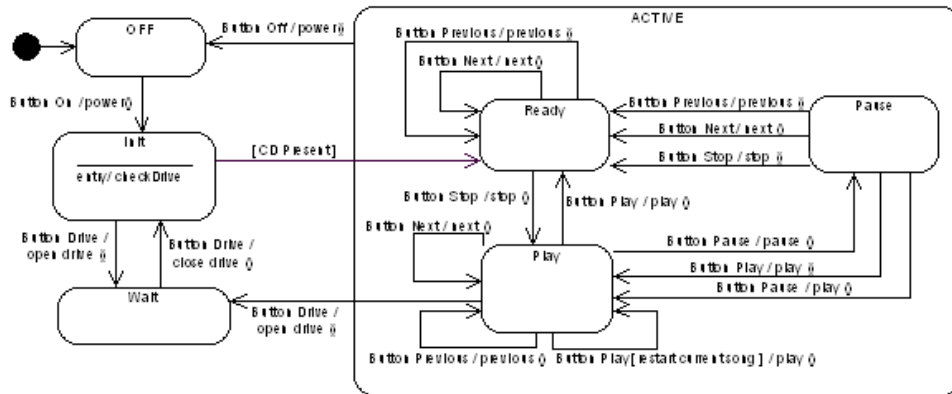 ACTIVE
OFF
Button Off /power()
Button Previous /previous ()
Button Next /next()
Button On /power()
Ready
Button Previous /previous ()
Pause
Init
Button Next / next ()
[CD Present]
entry/ checkDrive
Button Stop /stop ()
Button Stop /stop ()
Button Play / play ()
Button Next/ next ()
Button Drive /
open drive ()
Button Drive /
close drive ()
Button Pause / pause ()
Play
Button Play / play ()
Wait
Button Pause / play ()
Button Drive /
open drive ()
Button Previous / previous ()
Button Play[restart current song ] / play ()